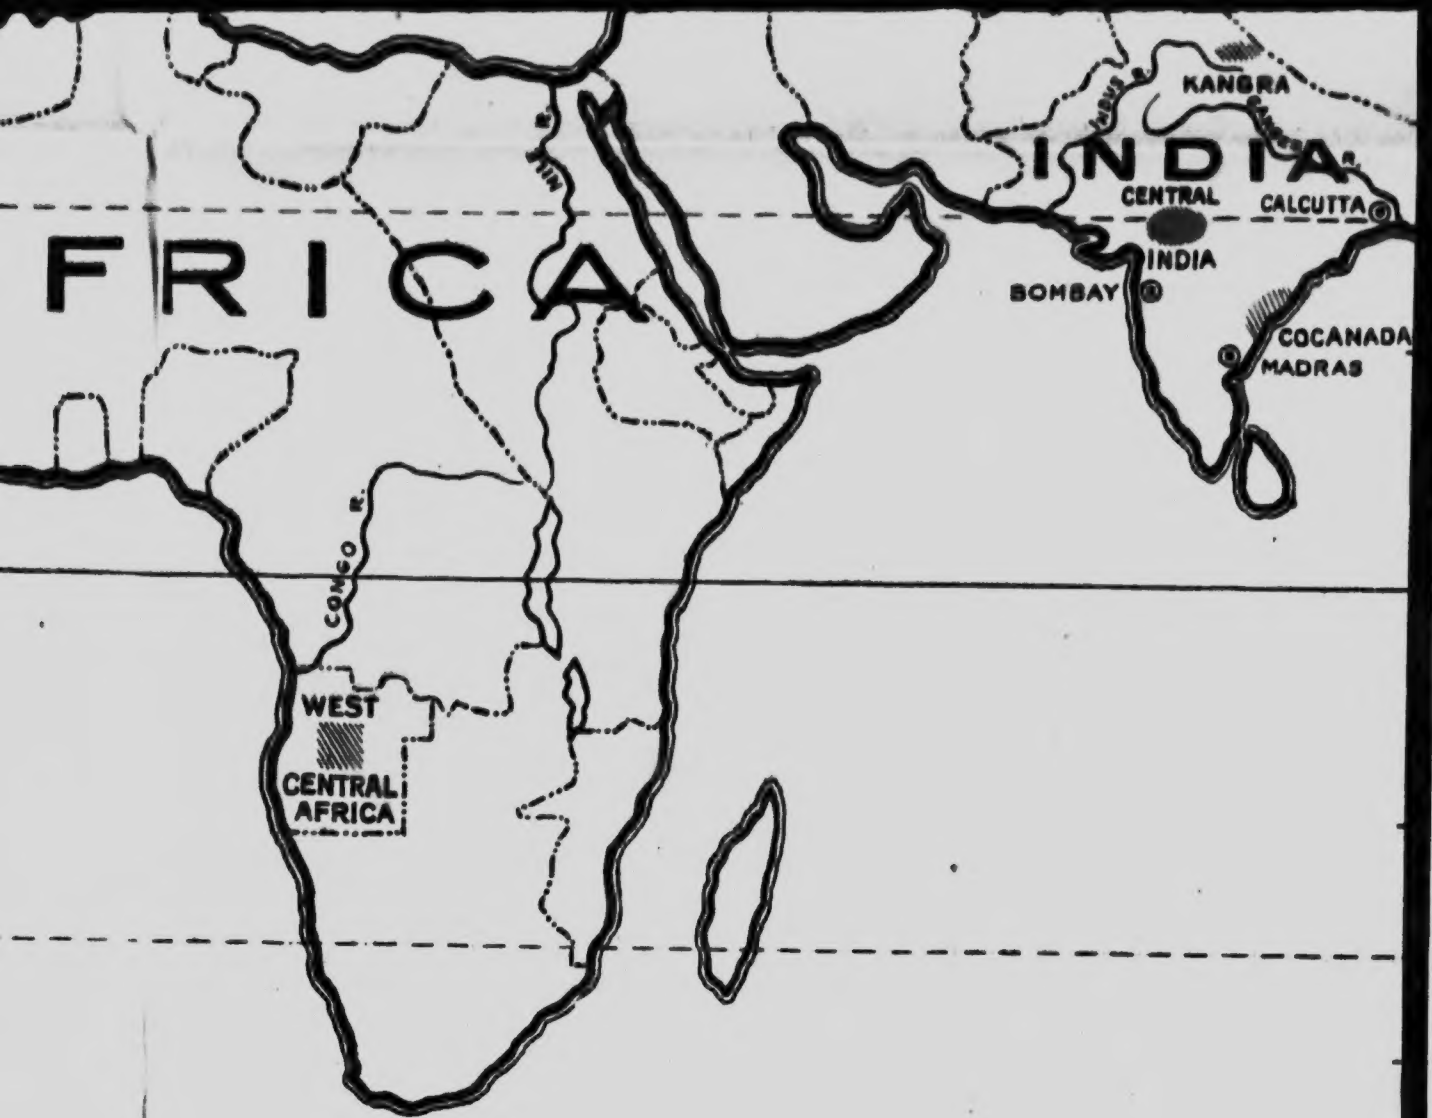 INDUS R.
KANGRA
GANGES R.
INDIA
CENTRAL
INDIA
CALCUTTA
BOMBAY
COCANADA
MADRAS
NILE R.
FRICA
CONGO R.
WEST
CENTRAL
AFRICA